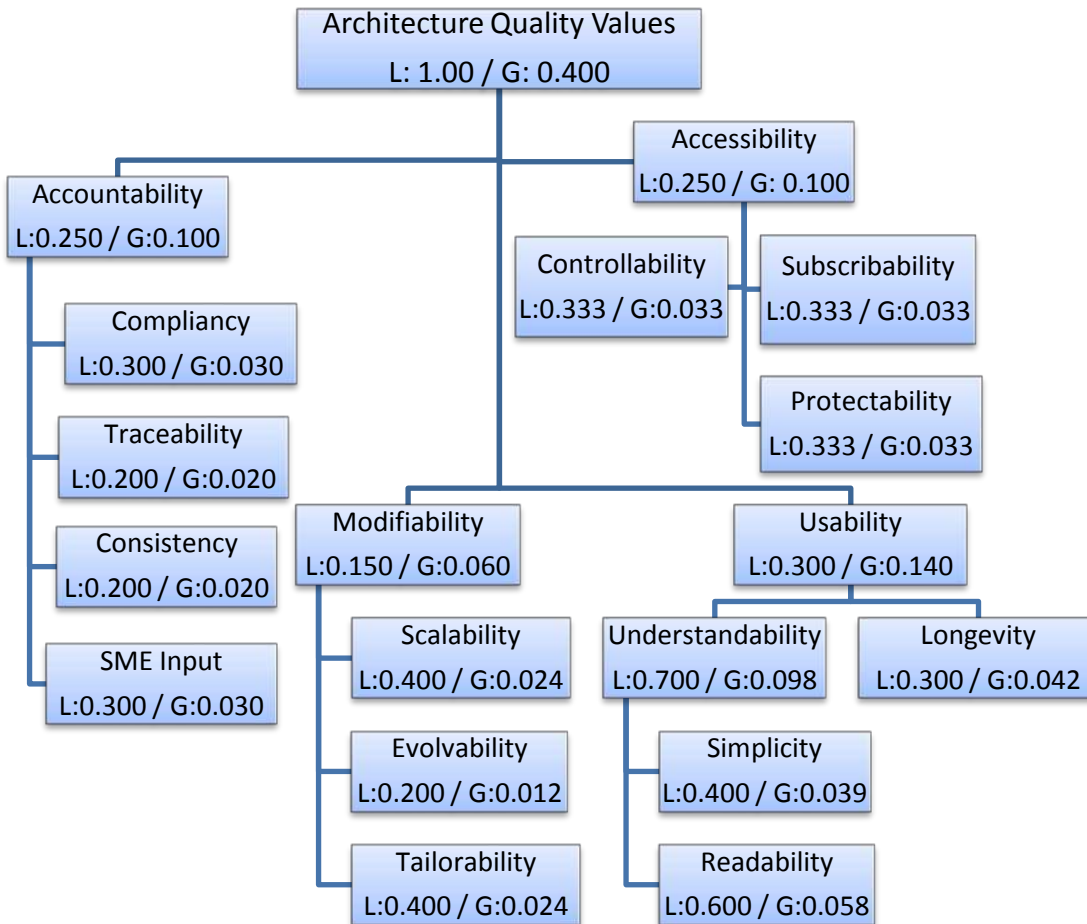 Architecture Quality Values
L: 1.00 / G: 0.400
Accessibility
L:0.250 / G: 0.100
Accountability
L:0.250 / G:0.100
Controllability
L:0.333 / G:0.033
Subscribability
L:0.333 / G:0.033
Compliancy
L:0.300 / G:0.030
Protectability
L:0.333 / G:0.033
Traceability
L:0.200 / G:0.020
Consistency
L:0.200 / G:0.020
SME Input
L:0.300 / G:0.030
Modifiability
L:0.150 / G:0.060
Usability
L:0.300 / G:0.140
Scalability
L:0.400 / G:0.024
Understandability
L:0.700 / G:0.098
Longevity
L:0.300 / G:0.042
Evolvability
L:0.200 / G:0.012
Simplicity
L:0.400 / G:0.039
Tailorability
L:0.400 / G:0.024
Readability
L:0.600 / G:0.058